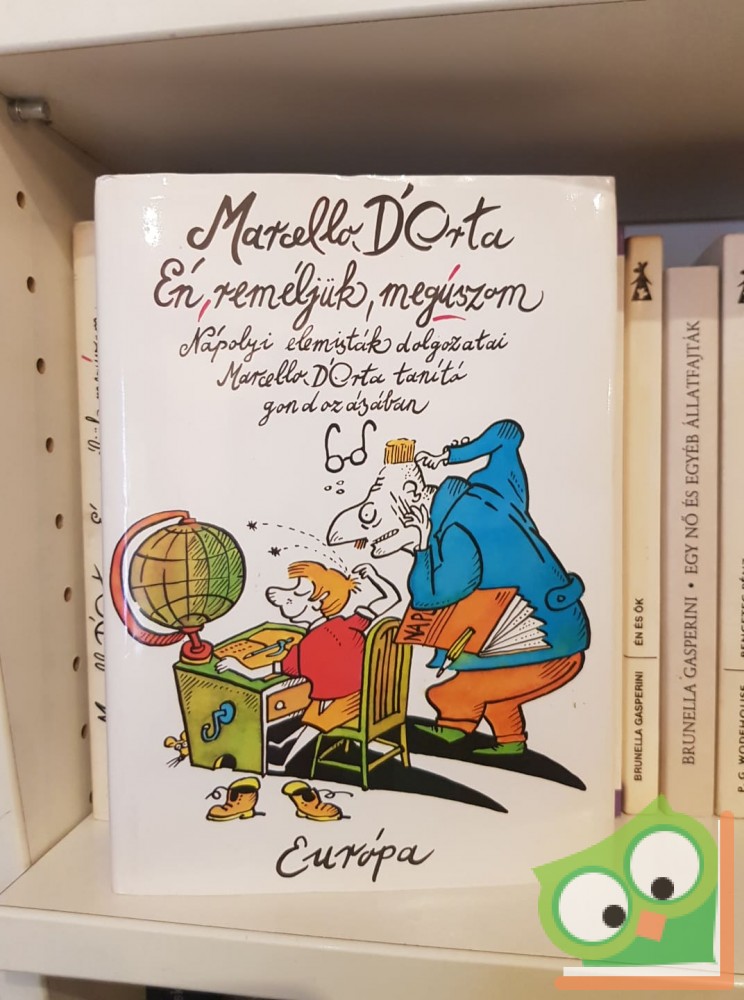 Marcello D'Orta
Én, reméljük, megúszom
Nápolyi elemisták dolgozatai
Marcello D'Orta tanító
gondozásában
NAP
Európa
BRUNELLA GASPERINI ÉN ÉS ŐK
BRUNELLA GASPERINI • EGY NŐ ÉS EGYÉB ÁLLATFAJTÁK
P. G. WODEHOUSE